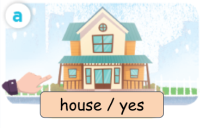 a
house / yes